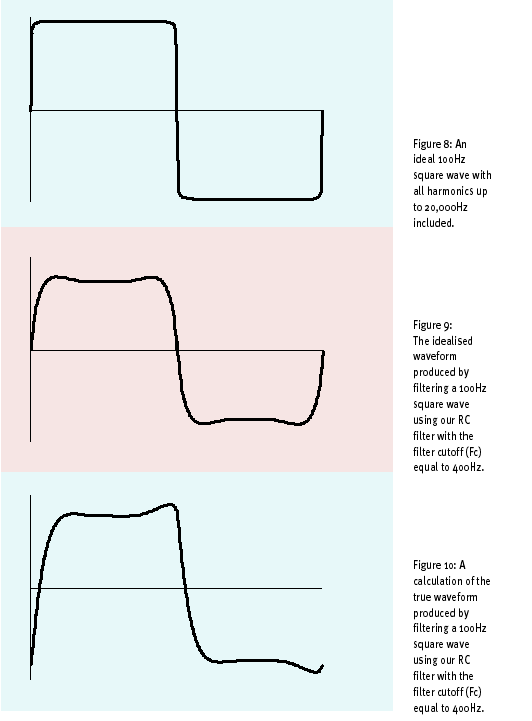 Figure 8: An
ideal 100Hz
square wave with
all harmonics up
to 20,000Hz
included.
Figure 9:
The idealised
waveform
produced by
filtering a 100Hz
square wave
using our RC
filter with the
filter cutoff (Fc)
equal to 400Hz.
Figure 10: A
calculation of the
true waveform
produced by
filtering a 100Hz
square wave
using our RC
filter with the
filter cutoff (Fc)
equal to 400Hz.